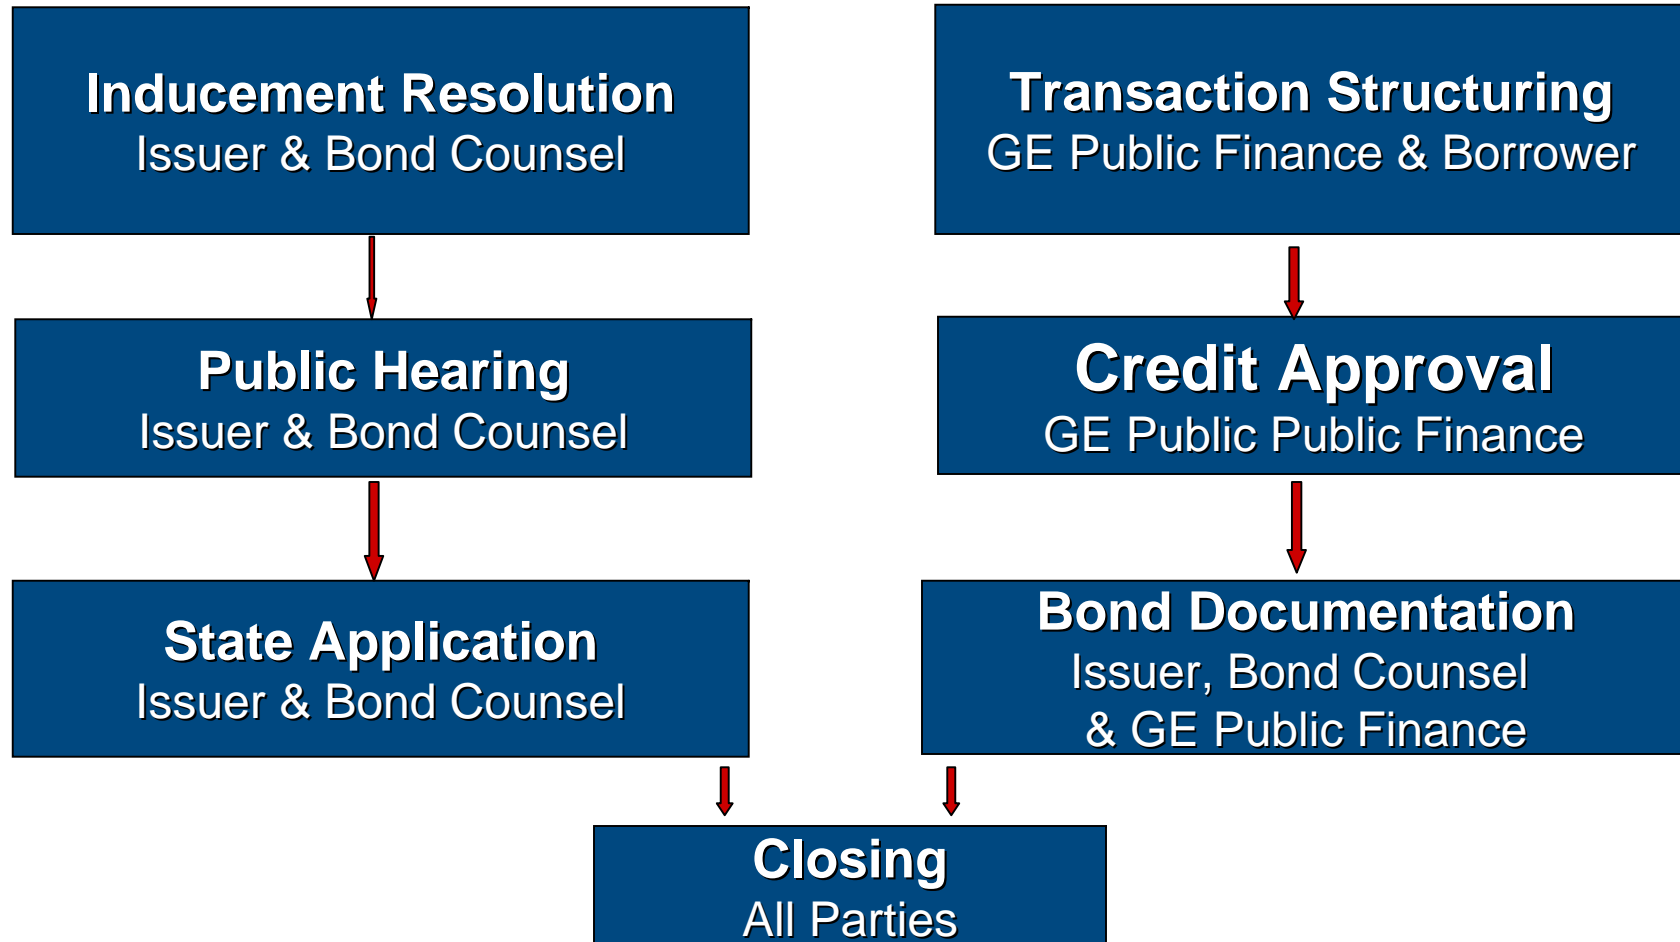 Inducement Resolution
Issuer & Bond Counsel
Transaction Structuring
GE Public Finance & Borrower
Public Hearing
Issuer & Bond Counsel
Credit Approval
GE Public Public Finance
State Application
Issuer & Bond Counsel
Bond Documentation
Issuer, Bond Counsel
& GE Public Finance
Closing
All Parties